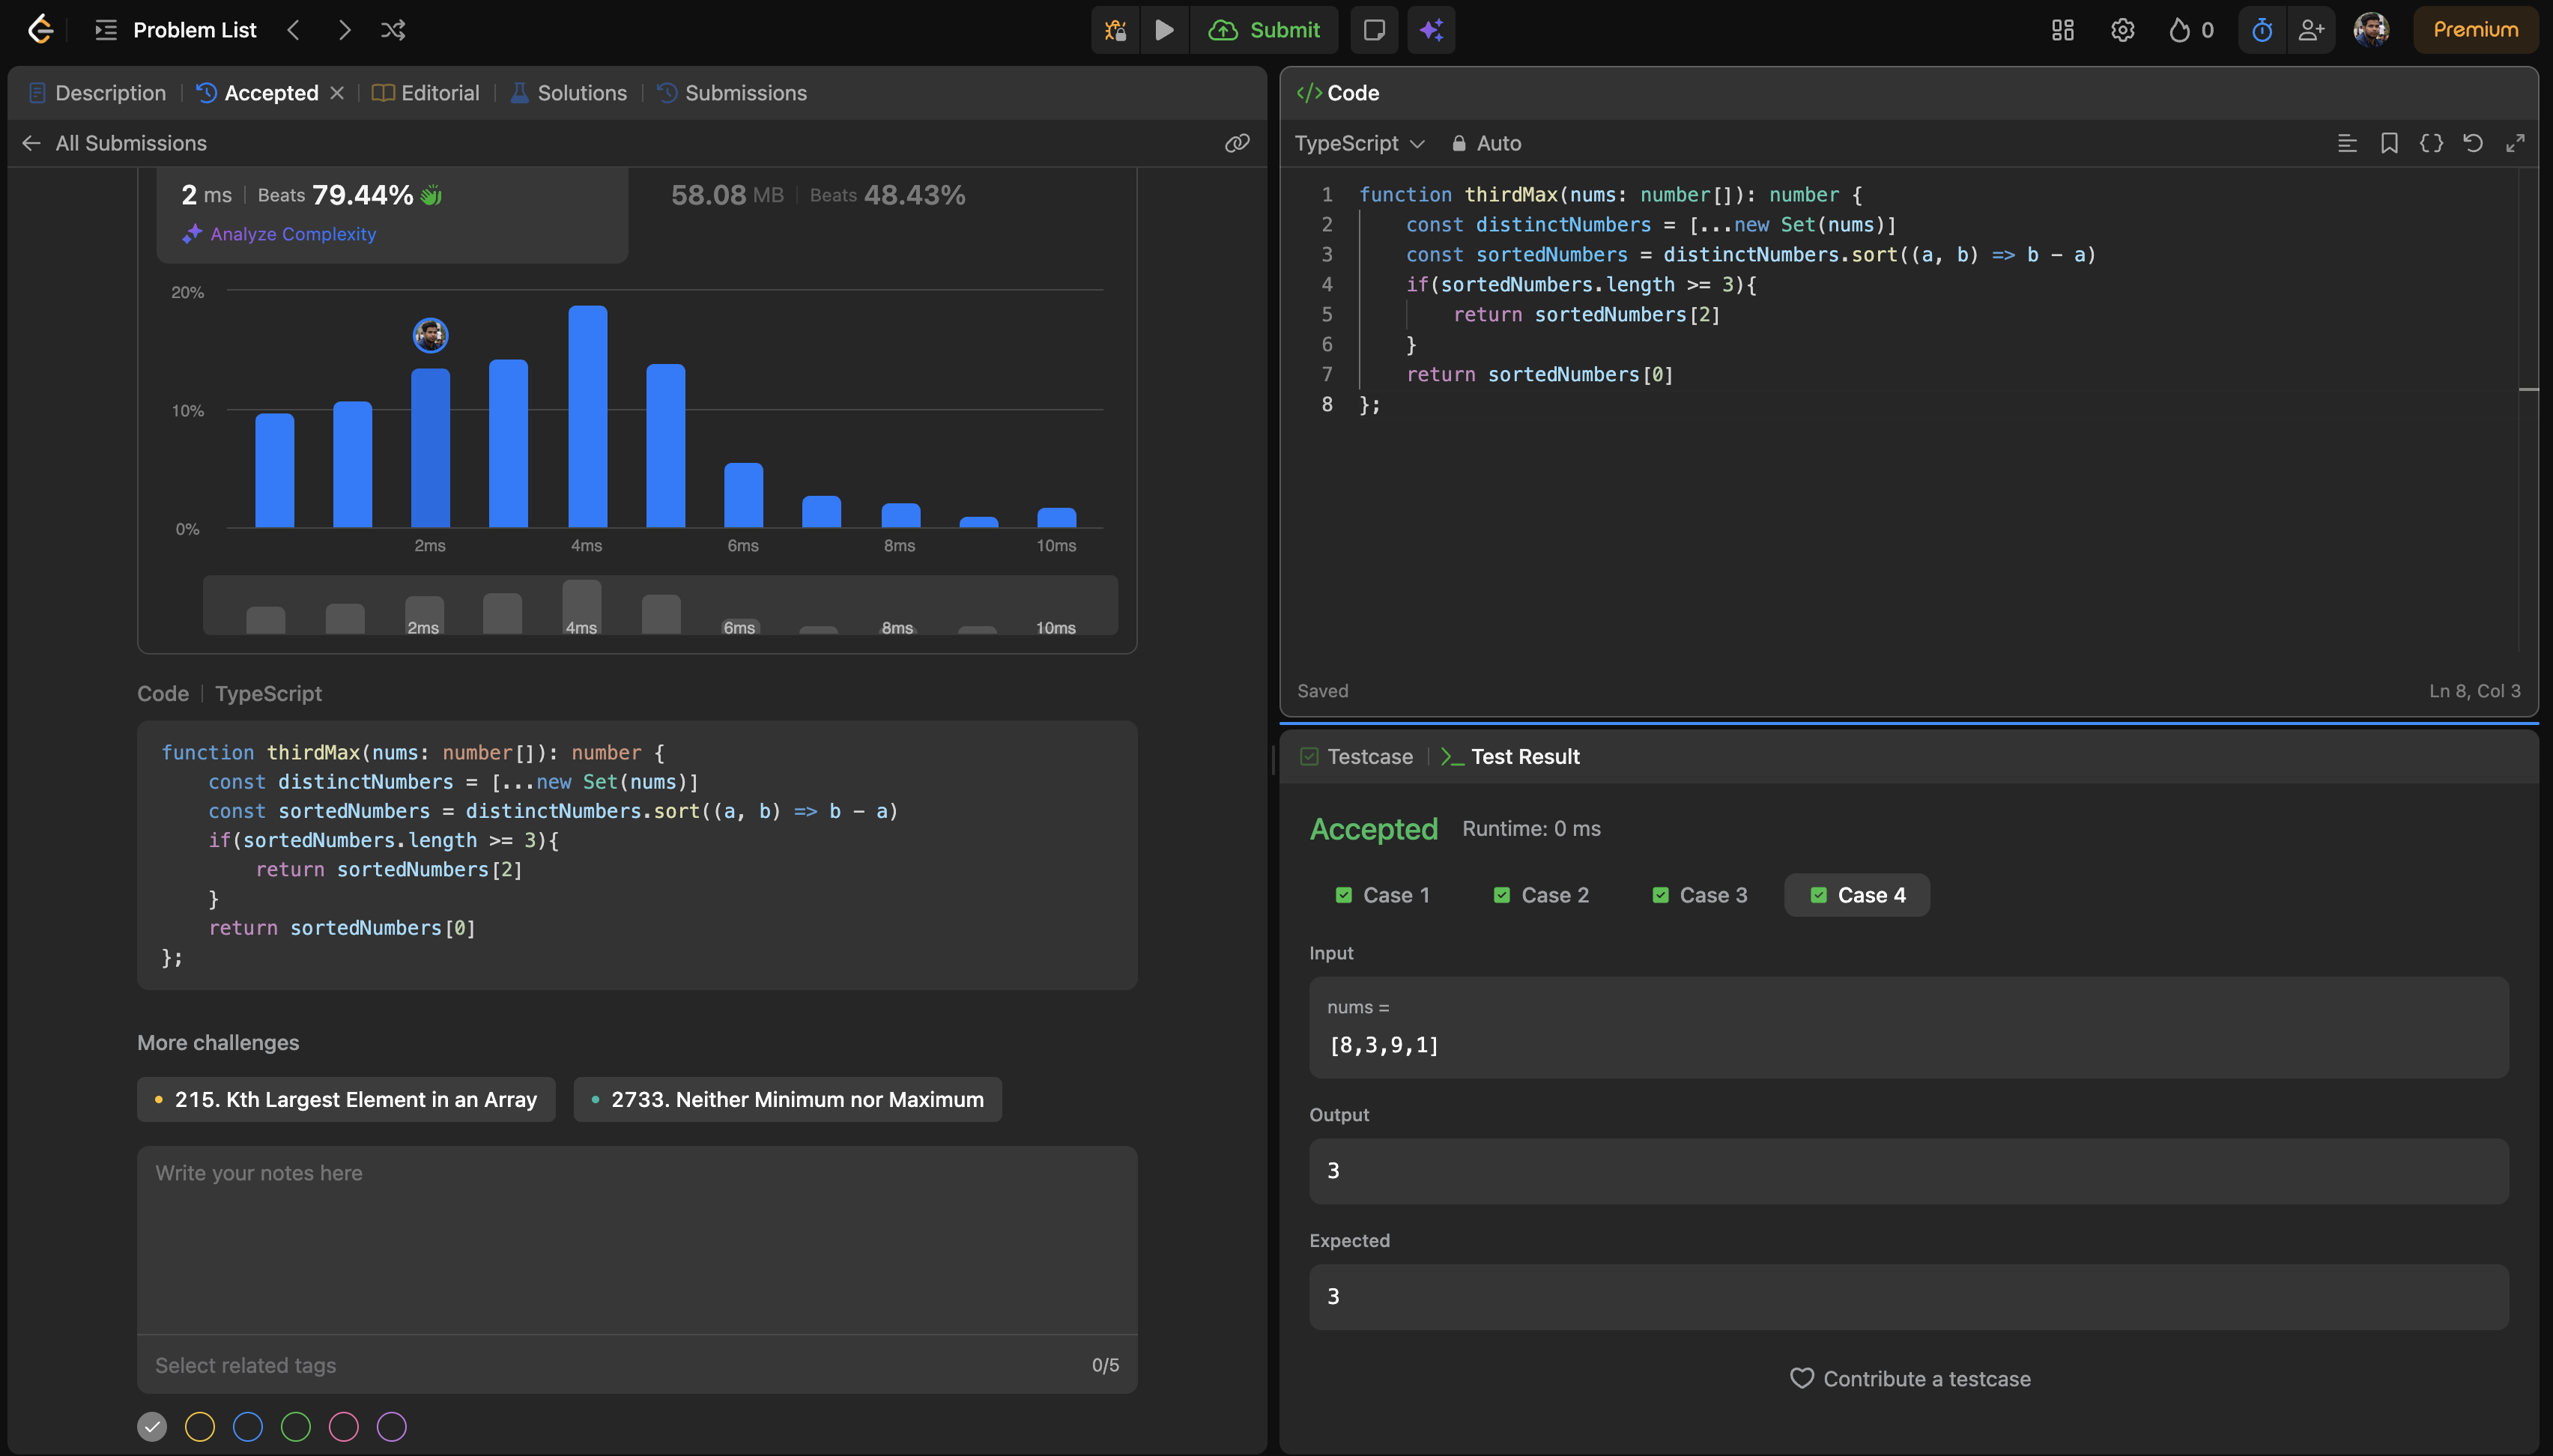 Problem List
Submit
0
Premium
Description
Accepted
Editorial
Solutions
Submissions
All Submissions
2 ms
Beats 79.44%
58.08 MB
Beats 48.43%
Analyze Complexity
20%
10%
0%
2ms
4ms
6ms
8ms
10ms
2ms
4ms
6ms
8ms
10ms
Code
TypeScript
function thirdMax(nums: number[]): number {
    const distinctNumbers = [...new Set(nums)]
    const sortedNumbers = distinctNumbers.sort((a, b) => b - a)
    if(sortedNumbers.length >= 3){
        return sortedNumbers[2]
    }
    return sortedNumbers[0]
};
More challenges
215. Kth Largest Element in an Array
2733. Neither Minimum nor Maximum
Write your notes here
Select related tags
0/5
</> Code
TypeScript
Auto
1 function thirdMax(nums: number[]): number {
2     const distinctNumbers = [...new Set(nums)]
3     const sortedNumbers = distinctNumbers.sort((a, b) => b - a)
4     if(sortedNumbers.length >= 3){
5         return sortedNumbers[2]
6     }
7     return sortedNumbers[0]
8 };
Saved
Ln 8, Col 3
Testcase
Test Result
Accepted
Runtime: 0 ms
Case 1
Case 2
Case 3
Case 4
Input
nums =
[8,3,9,1]
Output
3
Expected
3
Contribute a testcase